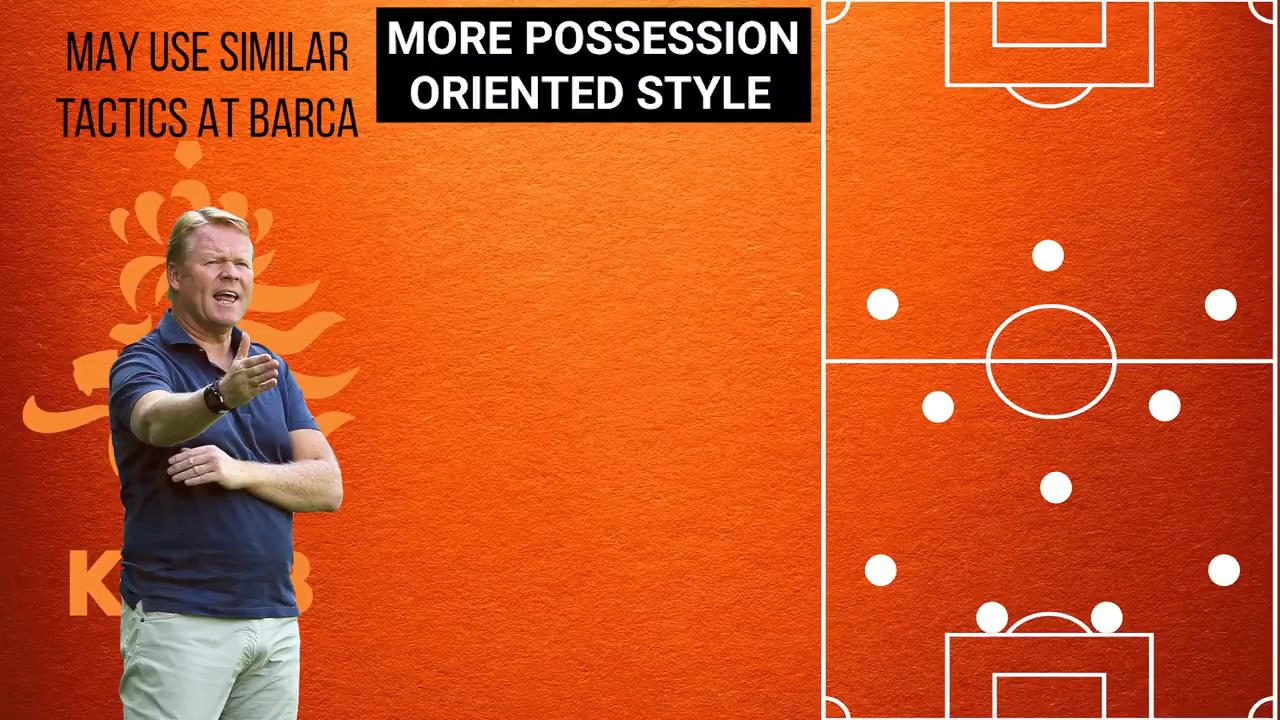 MAY USE SIMILAR
TACTICS AT BARCA
MORE POSSESSION
ORIENTED STYLE